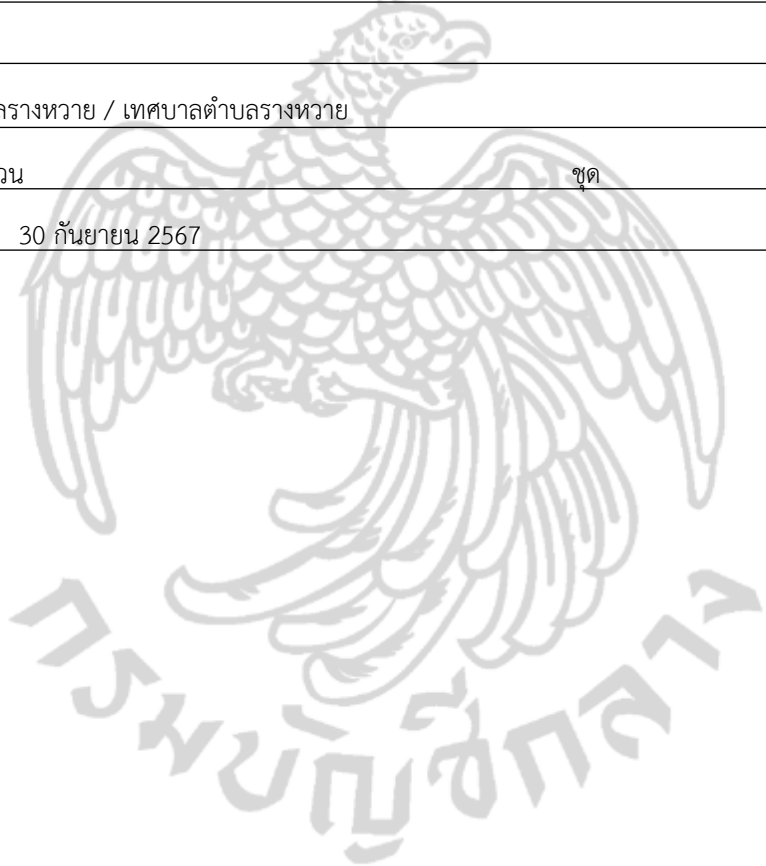 ลรางหวาย / เทศบาลตำบลรางหวาย
วน ชุด
30 กันยายน 2567
กรมบัญชีกลาง